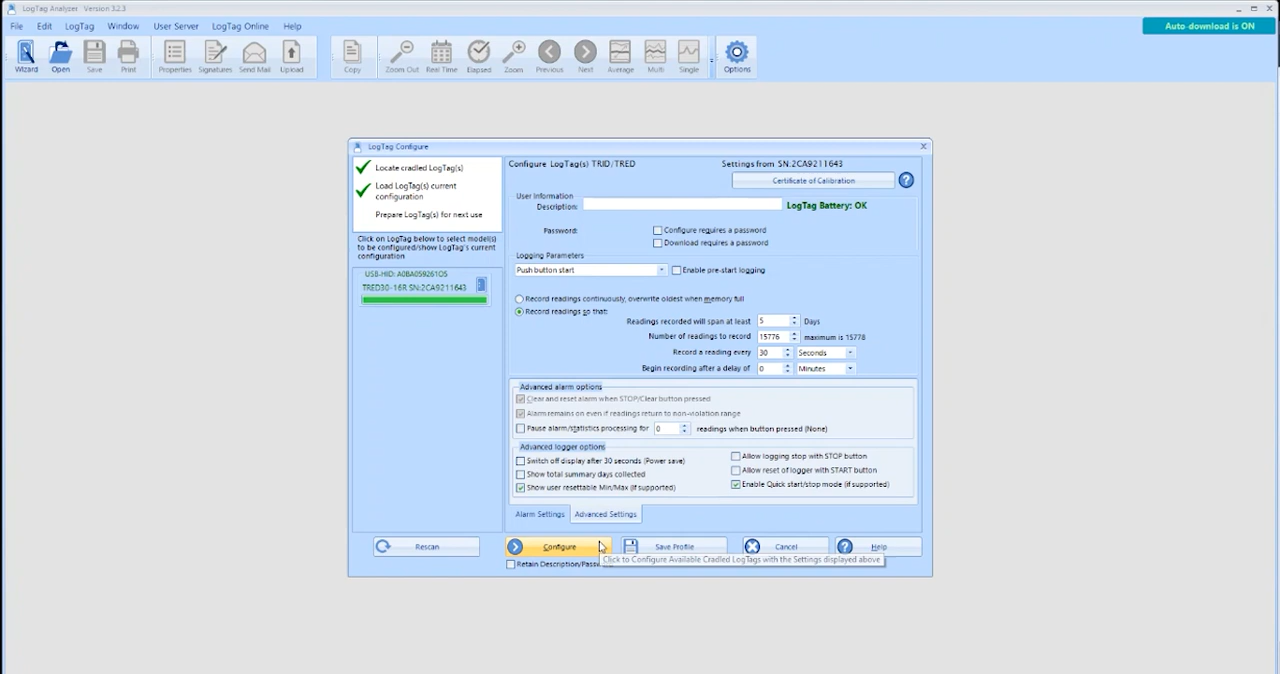 LogTag Analyzer Version 3.2.3
File Edit LogTag Window User Server LogTag Online Help
Auto-download is ON
Wizard Open Save Print Properties Signatures Send Mail Upload Copy Zoom Out Real Time Elapsed Zoom Previous Next Average Multi Single Options
LogTag Configure
Locate cradled LogTag(s)
Load LogTag(s) current
configuration
Prepare LogTag(s) for next use
Click on LogTag below to select model(s)
to be configured/show LogTag's current
configuration
USB-HID: A0BA059261O5
TRED30-16R SN:2CA9211643
Configure LogTag(s) TRID/TRED Settings from SN:2CA9211643
Certificate of Calibration
User Information
Description: LogTag Battery: OK
Password: Configure requires a password
Download requires a password
Logging Parameters
Push button start Enable pre-start logging
Record readings continuously, overwrite oldest when memory full
Record readings so that:
Readings recorded will span at least 5 Days
Number of readings to record 15776 maximum is 15778
Record a reading every 30 Seconds
Begin recording after a delay of 0 Minutes
Advanced alarm options
Clear and reset alarm when STOP/Clear button pressed
Alarm remains on even if readings return to non-violation range
Pause alarm/statistics processing for 0 readings when button pressed (None)
Advanced logger options
Switch off display after 30 seconds (Power save)
Show total summary days collected
Show user resettable Min/Max (if supported)
Allow logging stop with STOP button
Allow reset of logger with START button
Enable Quick start/stop mode (if supported)
Alarm Settings Advanced Settings
Rescan Configure Save Profile Cancel Help
Click to Configure Available Cradled LogTags with the Settings displayed above
Retain Description/Passw